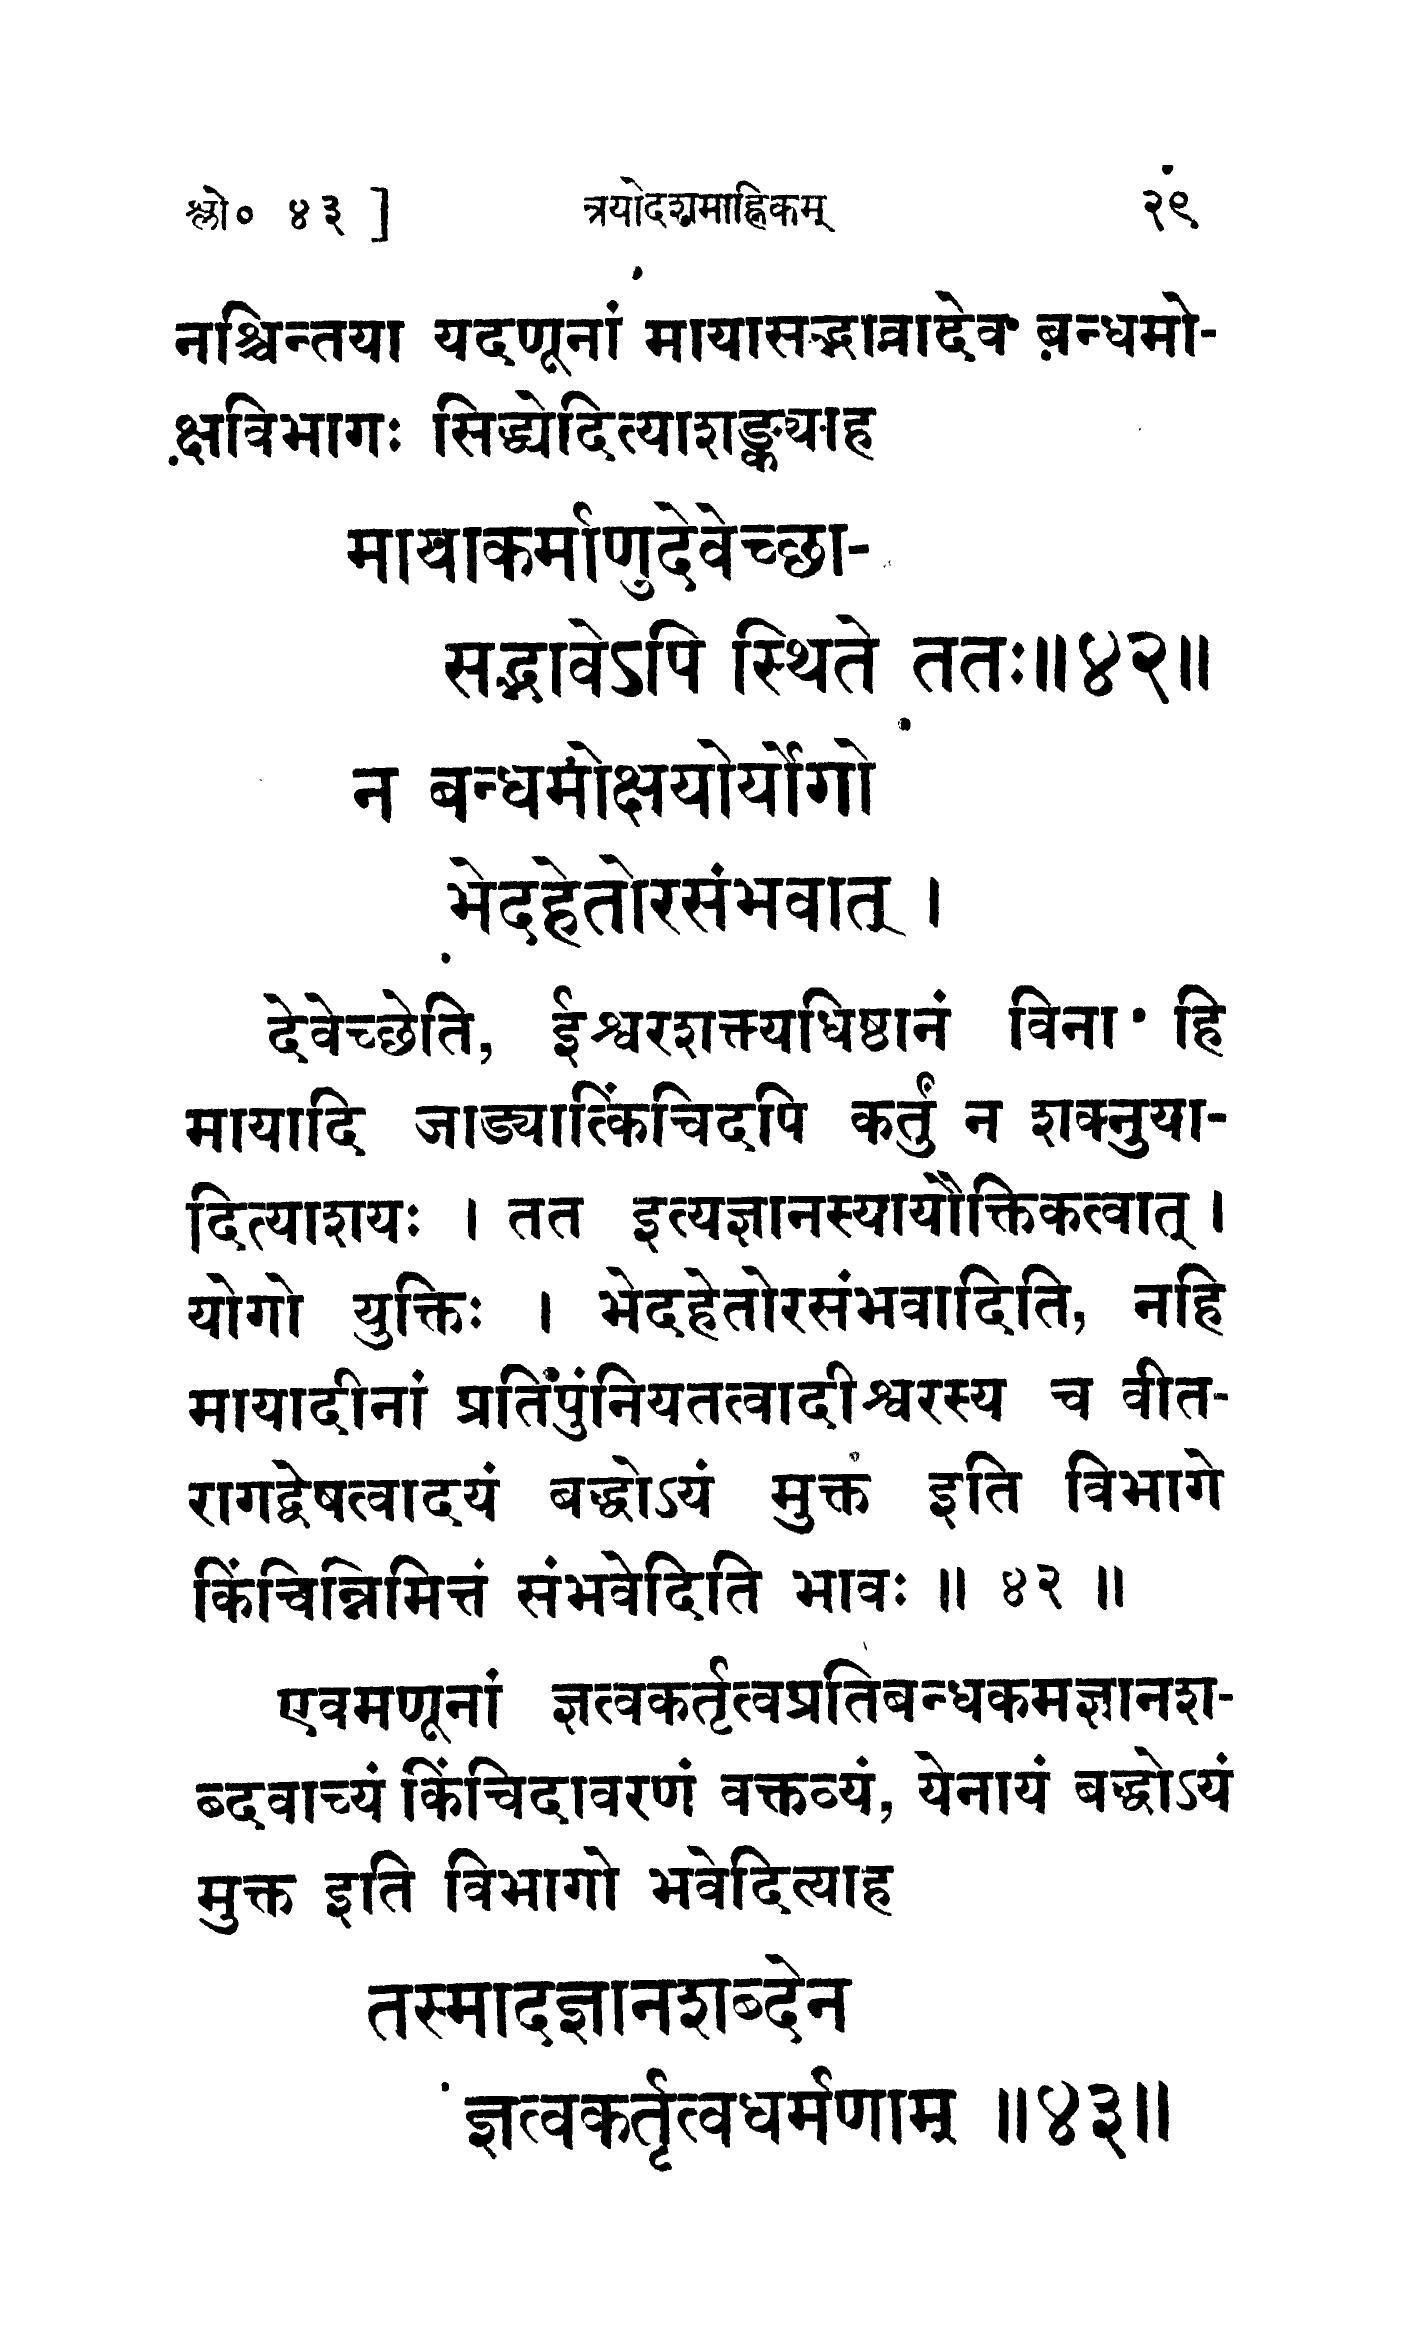 श्लो० ४३ ] त्रयोदशमाह्निकम् २९
नश्चिन्तया यदणूनां मायासद्भावादेव बन्धमो-
क्षविभागः सिद्ध्येदित्याशङ्क्याह
मायाकर्माणुदेवेच्छा-
सद्भावेऽपि स्थिते ततः॥४२॥
न बन्धमोक्षयोर्योगो
भेदहेतोरसंभवात् ।
देवेच्छेति, ईश्वरशक्त्यधिष्ठानं विना हि
मायादि जाड्यात्किंचिदपि कर्तुं न शक्नुया-
दित्याशयः । तत इत्यज्ञानस्यायौक्तिकत्वात् ।
योगो युक्तिः । भेदहेतोरसंभवादिति, नहि
मायादीनां प्रतिपुंनियतत्वादीश्वरस्य च वीत-
रागद्वेषत्वादयं बद्धोऽयं मुक्त इति विभागे
किंचिन्निमित्तं संभवेदिति भावः ॥ ४२ ॥
एवमणूनां ज्ञत्वकर्तृत्वप्रतिबन्धकमज्ञानश-
ब्दवाच्यं किंचिदावरणं वक्तव्यं, येनायं बद्धोऽयं
मुक्त इति विभागो भवेदित्याह
तस्मादज्ञानशब्देन
ज्ञत्वकर्तृत्वधर्मणाम् ॥४३॥